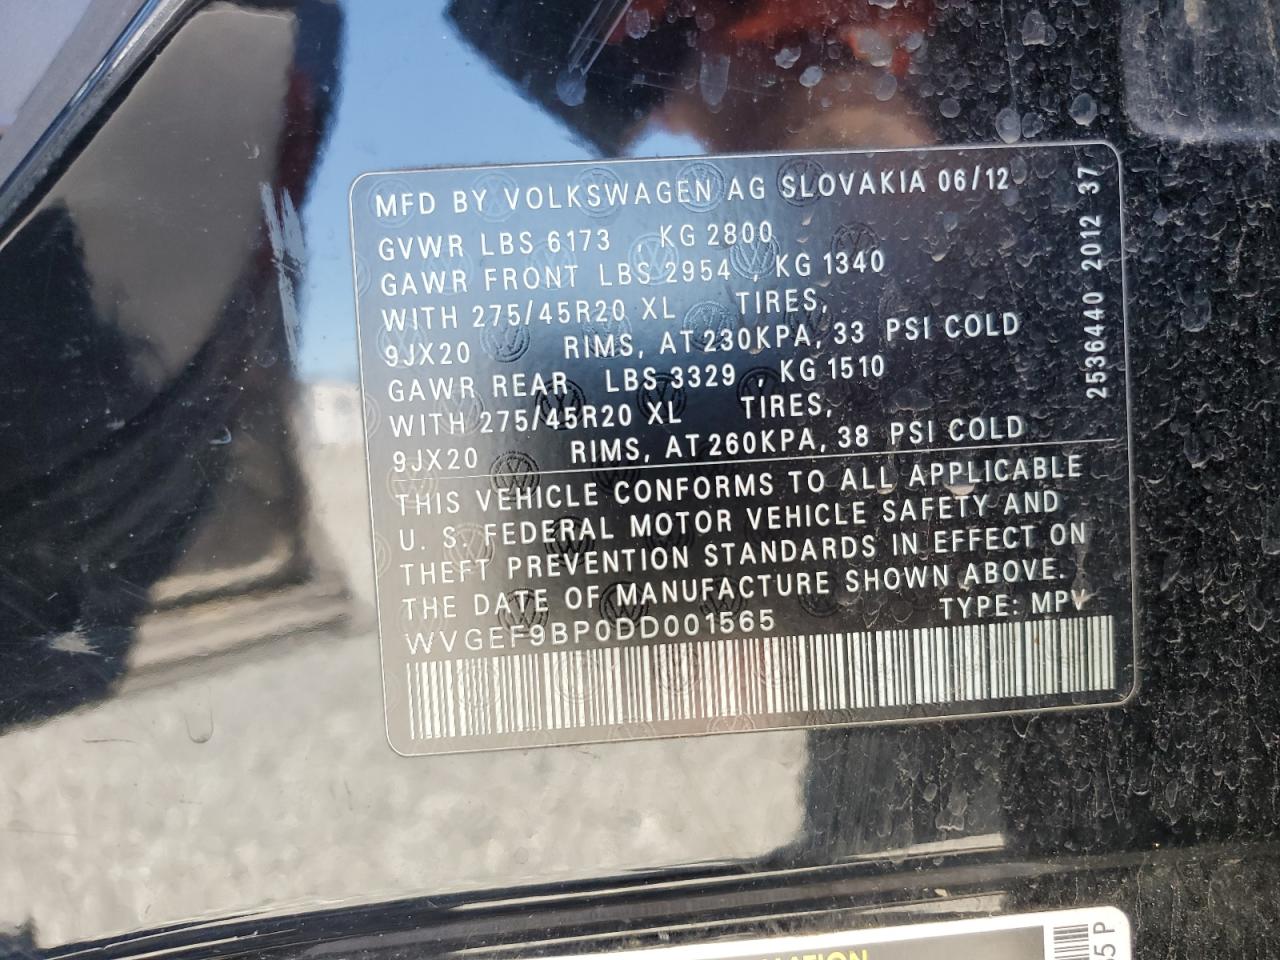 MFD BY VOLKSWAGEN AG SLOVAKIA 06/12
GVWR LBS 6173 , KG 2800
GAWR FRONT LBS 2954 , KG 1340
WITH 275/45R20 XL TIRES,
9JX20 RIMS, AT 230KPA, 33 PSI COLD
GAWR REAR LBS 3329 , KG 1510
WITH 275/45R20 XL TIRES,
9JX20 RIMS, AT 260KPA, 38 PSI COLD
THIS VEHICLE CONFORMS TO ALL APPLICABLE
U. S. FEDERAL MOTOR VEHICLE SAFETY AND
THEFT PREVENTION STANDARDS IN EFFECT ON
THE DATE OF MANUFACTURE SHOWN ABOVE.
WVGEF9BP0DD001565 TYPE: MPV
2536440 2012 37